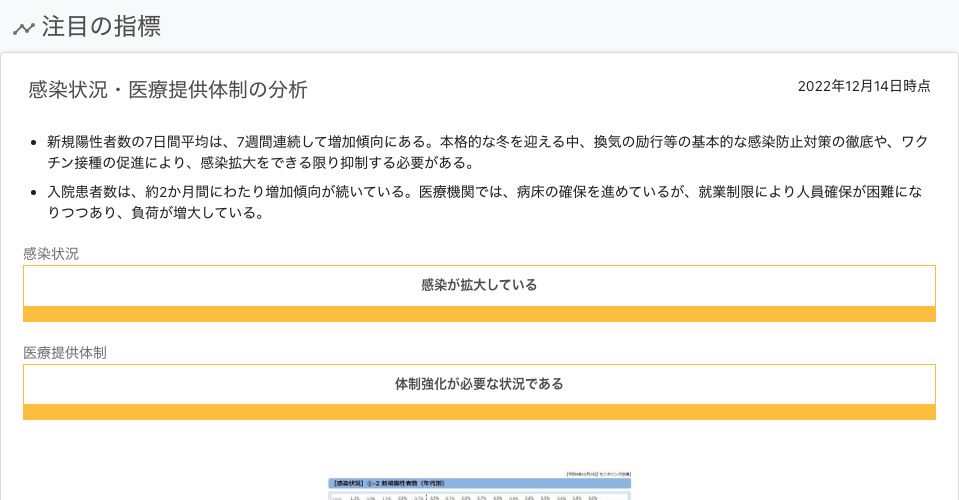 注目の指標
感染状況・医療提供体制の分析
2022年12月14日時点
新規陽性者数の7日間平均は、7週間連続して増加傾向にある。本格的な冬を迎える中、換気の励行等の基本的な感染防止対策の徹底や、ワク
チン接種の促進により、感染拡大をできる限り抑制する必要がある。
入院患者数は、約2か月間にわたり増加傾向が続いている。医療機関では、病床の確保を進めているが、就業制限により人員確保が困難にな
りつつあり、負荷が増大している。
感染状況
感染が拡大している
医療提供体制
体制強化が必要な状況である
【感染状況】①-2 新規陽性者数（年代別）